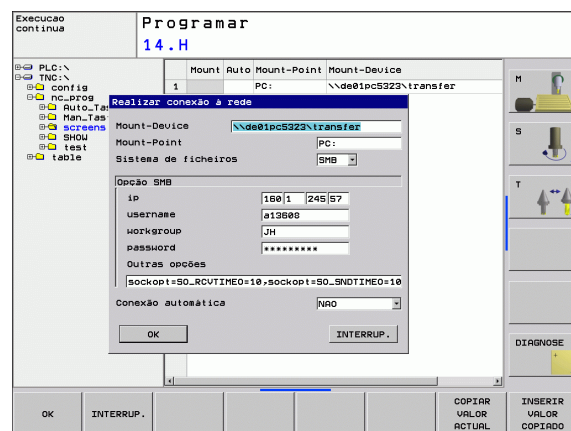 Execucao
continua
Programar
14.H
PLC:\
TNC:\
config
nc_prog
Auto_Tas
Man_Tas
screens
SHOW
test
table
Mount Auto Mount-Point Mount-Device
1 PC: \\de01pc5323\transfer
Realizar conexão à rede
Mount-Device \\de01pc5323\transfer
Mount-Point PC:
Sistema de ficheiros SMB
Opção SMB
ip 160 1 245 57
username a13608
workgroup JH
password *********
Outras opções
sockopt=SO_RCVTIMEO=10,sockopt=SO_SNDTIMEO=10
Conexão automática NAO
OK INTERRUP.
M
S
T
DIAGNOSE
OK
INTERRUP.
COPIAR
VALOR
ACTUAL
INSERIR
VALOR
COPIADO